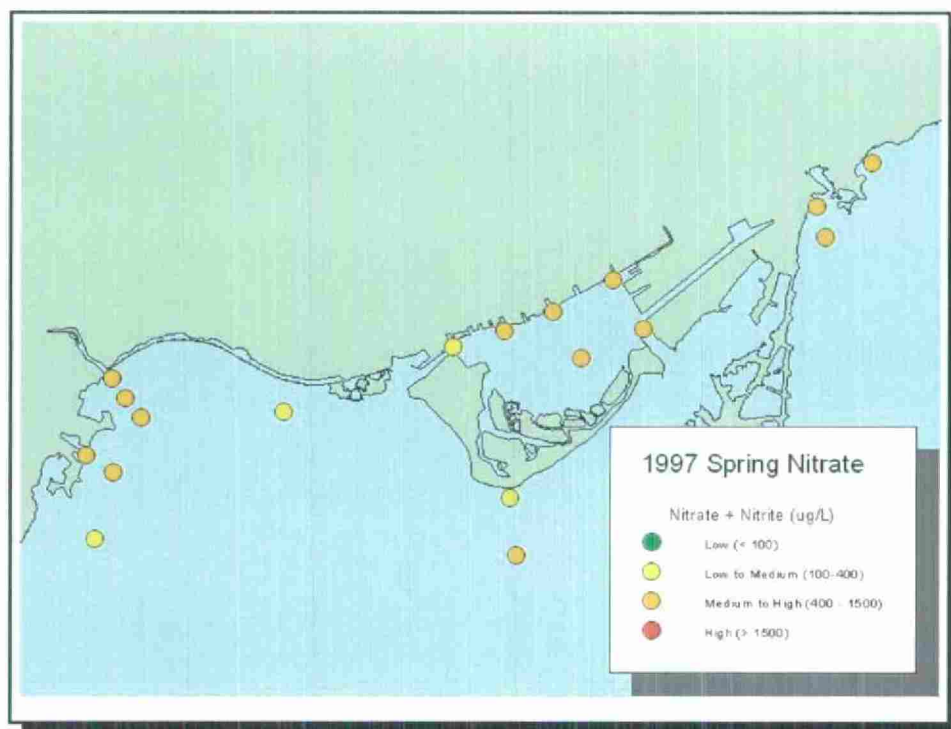 1997 Spring Nitrate
Nitrate + Nitrite (ug/L)
Low (< 100)
Low to Medium (100-400)
Medium to High (400 - 1500)
High (> 1500)